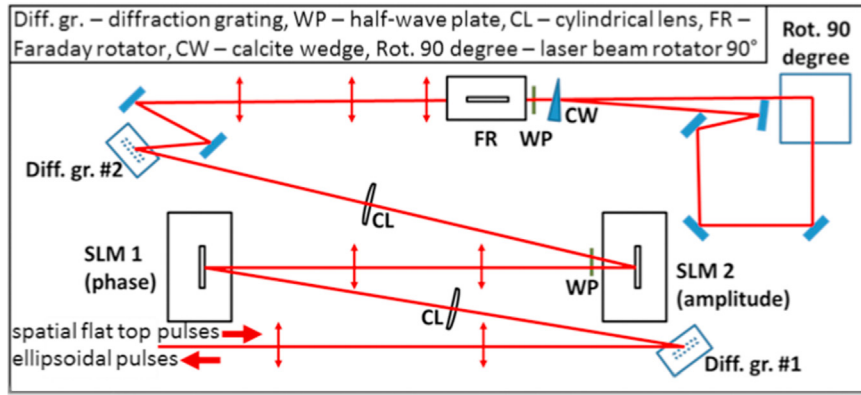 Diff. gr. – diffraction grating, WP – half-wave plate, CL – cylindrical lens, FR –
Faraday rotator, CW – calcite wedge, Rot. 90 degree – laser beam rotator 90°
Rot. 90
degree
FR
WP
CW
Diff. gr. #2
CL
SLM 1
(phase)
WP
SLM 2
(amplitude)
CL
spatial flat top pulses
ellipsoidal pulses
Diff. gr. #1